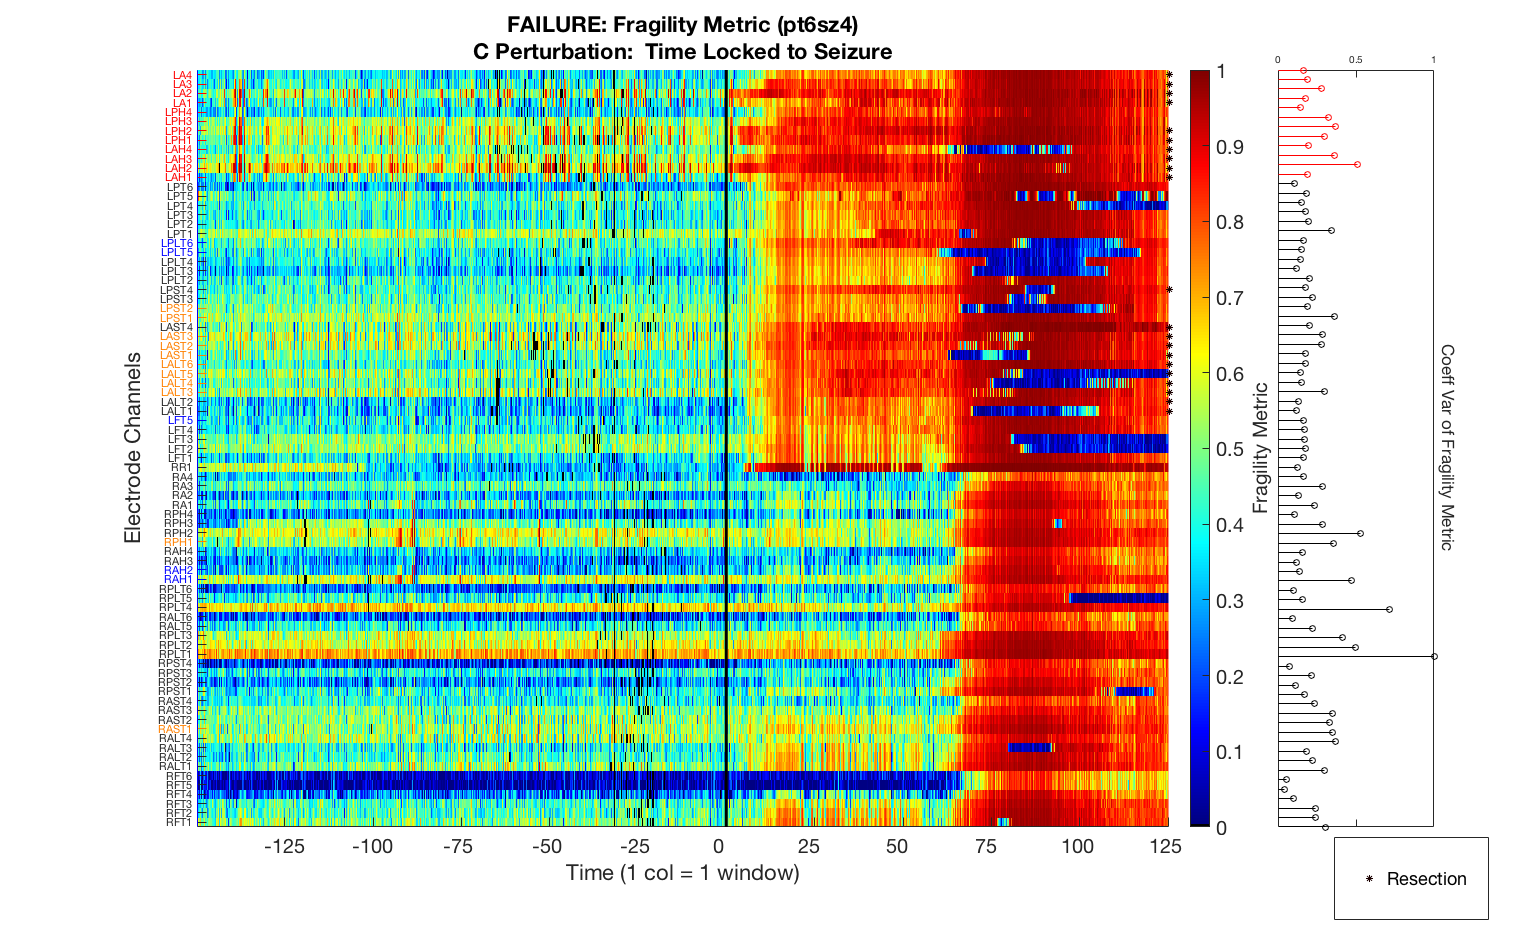 FAILURE: Fragility Metric (pt6sz4)
C Perturbation: Time Locked to Seizure
Electrode Channels
LA4
LA3
LA2
LA1
LPH4
LPH3
LPH2
LPH1
LAH4
LAH3
LAH2
LAH1
LPT6
LPT5
LPT4
LPT3
LPT2
LPT1
LPLT6
LPLT5
LPLT4
LPLT3
LPLT2
LPST4
LPST3
LPST2
LPST1
LAST4
LAST3
LAST2
LAST1
LALT6
LALT5
LALT4
LALT3
LALT2
LALT1
LFT5
LFT4
LFT3
LFT2
LFT1
RR1
RA4
RA3
RA2
RA1
RPH4
RPH3
RPH2
RPH1
RAH4
RAH3
RAH2
RAH1
RPLT6
RPLT5
RPLT4
RALT6
RALT5
RPLT3
RPLT2
RPLT1
RPST4
RPST3
RPST2
RPST1
RAST4
RAST3
RAST2
RAST1
RALT4
RALT3
RALT2
RALT1
RFT6
RFT5
RFT4
RFT3
RFT2
RFT1
-125 -100 -75 -50 -25 0 25 50 75 100 125
Time (1 col = 1 window)
1
0.9
0.8
0.7
0.6
0.5
0.4
0.3
0.2
0.1
0
Fragility Metric
0 0.5 1
Coeff Var of Fragility Metric
* Resection